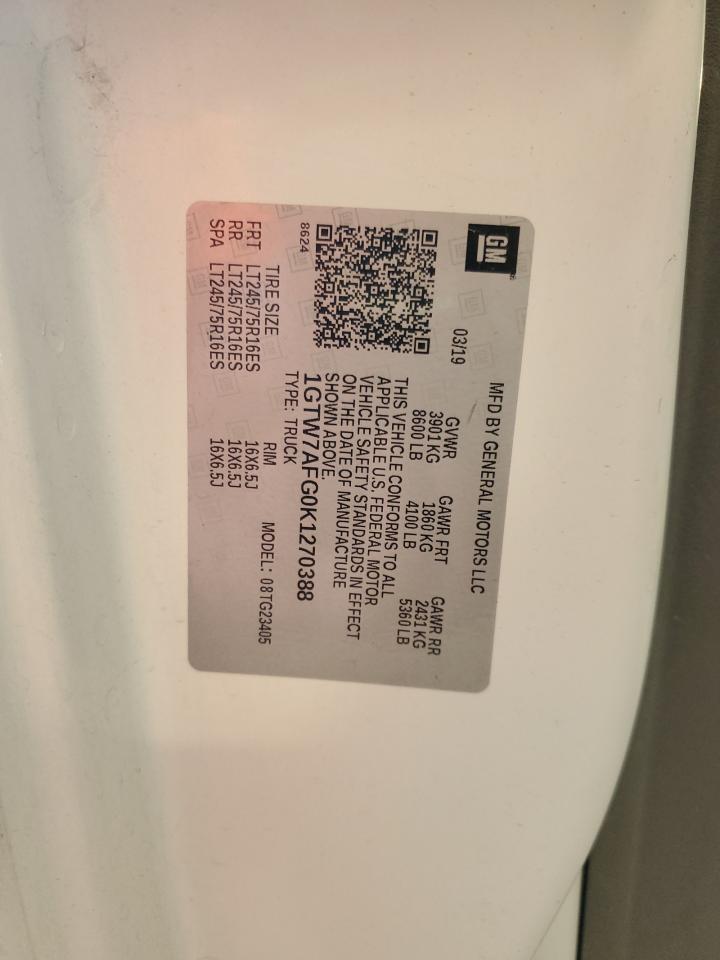 GM
MFD BY GENERAL MOTORS LLC
03/19
GVWR GAWR FRT GAWR RR
3901 KG 1860 KG 2431 KG
8600 LB 4100 LB 5360 LB
THIS VEHICLE CONFORMS TO ALL
APPLICABLE U.S. FEDERAL MOTOR
VEHICLE SAFETY STANDARDS IN EFFECT
ON THE DATE OF MANUFACTURE
SHOWN ABOVE.
8624
1GTW7AFG0K1270388
TYPE: TRUCK
MODEL: 08TG23405
TIRE SIZE RIM
FRT LT245/75R16ES 16X6.5J
RR LT245/75R16ES 16X6.5J
SPA LT245/75R16ES 16X6.5J